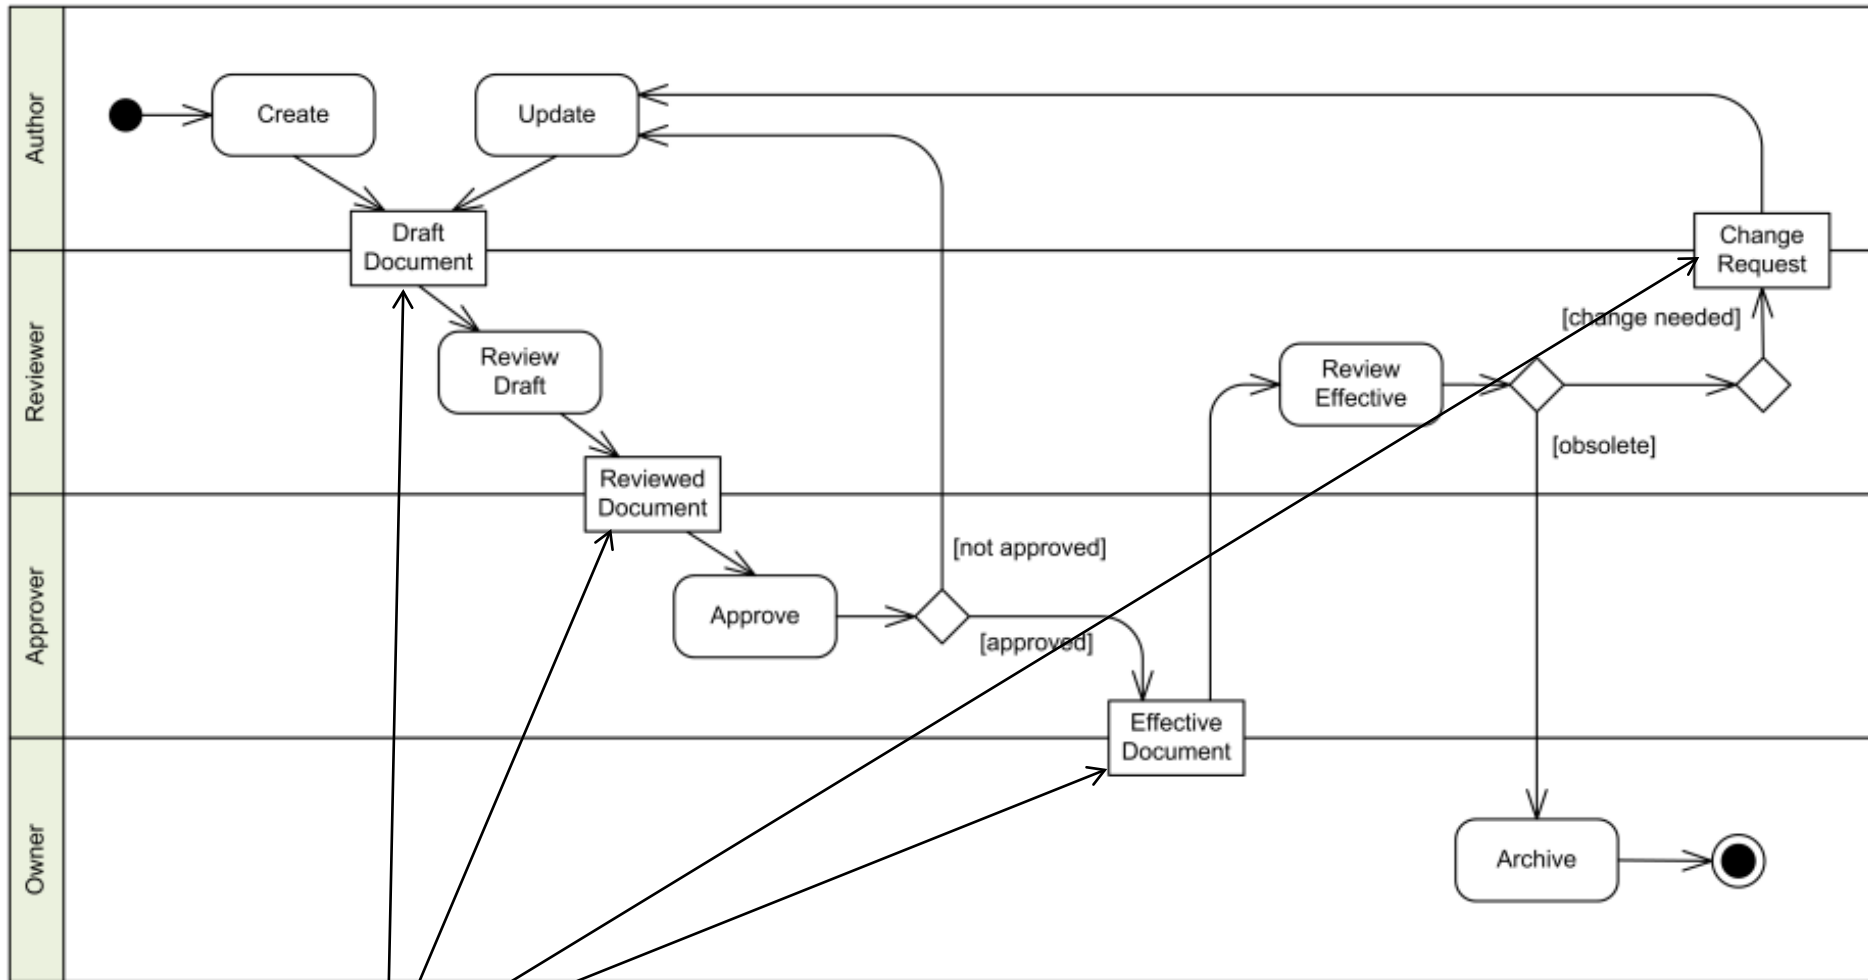 Author
Create
Update
Draft
Document
Change
Request
Reviewer
Review
Draft
Review
Effective
[change needed]
[obsolete]
Reviewed
Document
Approver
Approve
[not approved]
[approved]
Effective
Document
Owner
Archive